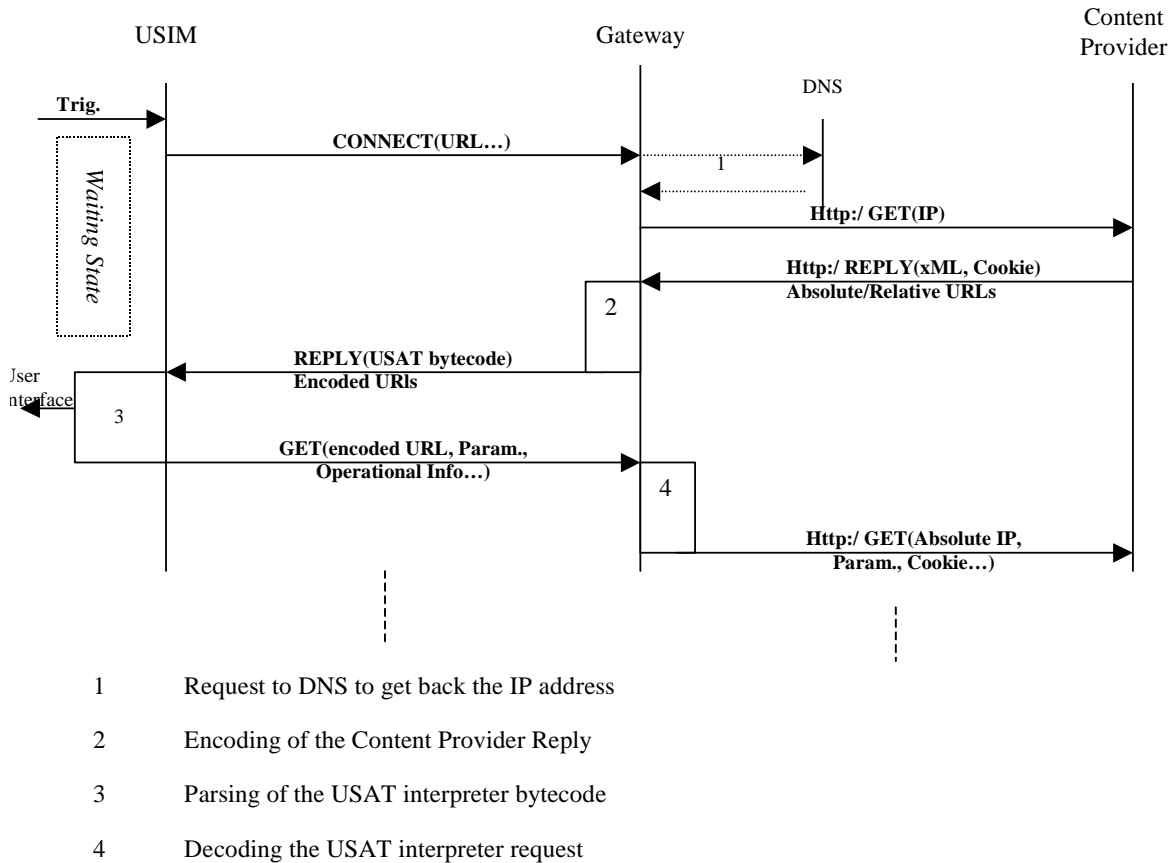 Content
Provider
USIM
Gateway
DNS
Trig.
CONNECT(URL…)
1
Waiting State
Http:/ GET(IP)
Http:/ REPLY(xML, Cookie)
Absolute/Relative URLs
2
REPLY(USAT bytecode)
Encoded URls
3
GET(encoded URL, Param.,
Operational Info…)
4
Http:/ GET(Absolute IP,
Param., Cookie…)
1 Request to DNS to get back the IP address
2 Encoding of the Content Provider Reply
3 Parsing of the USAT interpreter bytecode
4 Decoding the USAT interpreter request